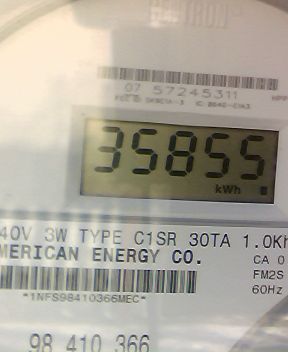 07 57245311
35855
kWh
40V 3W TYPE C1SR 30TA 1.0Kh
MERICAN ENERGY CO.
CA 0
FM2S
60Hz
*1NFS98410366MEC*
98 410 366